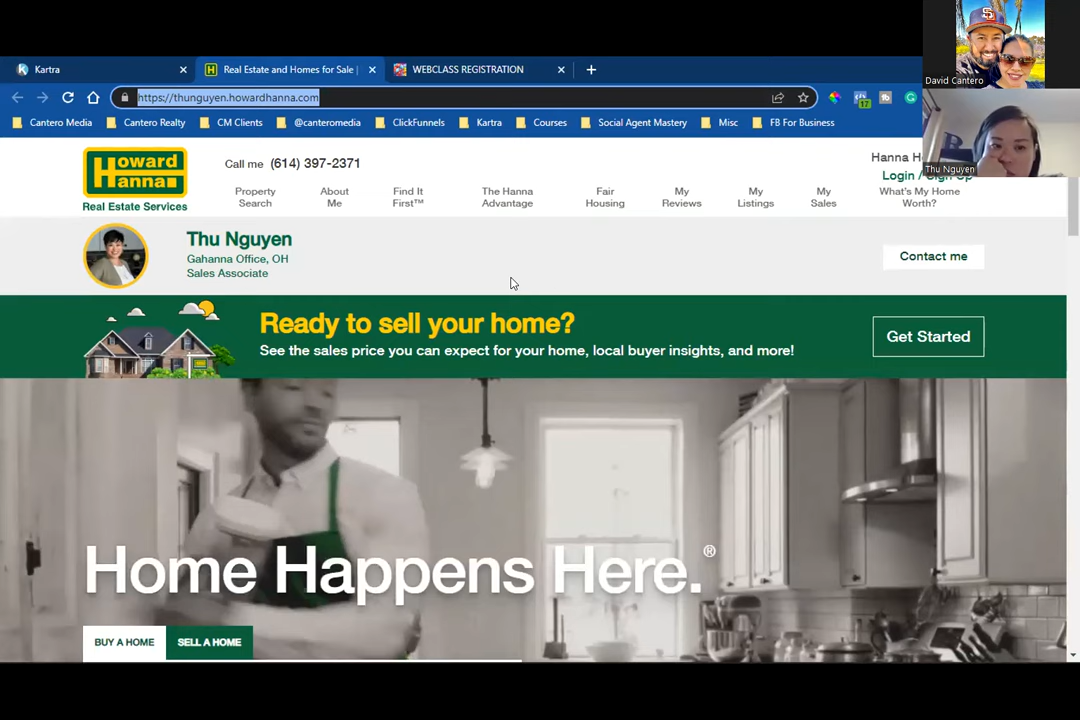 Kartra
Real Estate and Homes for Sale |
WEBCLASS REGISTRATION
https://thunguyen.howardhanna.com
17
Cantero Media
Cantero Realty
CM Clients
@canteromedia
ClickFunnels
Kartra
Courses
Social Agent Mastery
Misc
FB For Business
David Cantero
Thu Nguyen
Howard
Hanna
Real Estate Services
Call me (614) 397-2371
Login / Sign Up
Property
Search
About
Me
Find It
First™
The Hanna
Advantage
Fair
Housing
My
Reviews
My
Listings
My
Sales
What's My Home
Worth?
Thu Nguyen
Gahanna Office, OH
Sales Associate
Contact me
Ready to sell your home?
See the sales price you can expect for your home, local buyer insights, and more!
Get Started
Home Happens Here.®
BUY A HOME
SELL A HOME